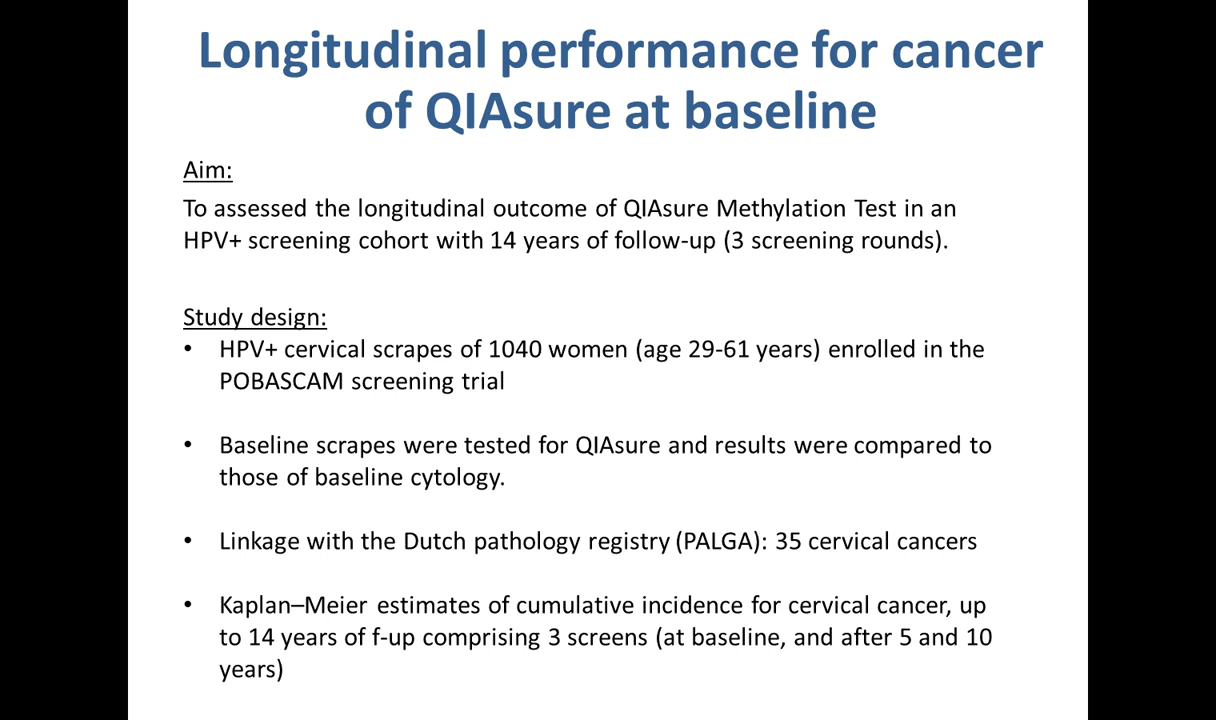 Longitudinal performance for cancer
of QIAsure at baseline
Aim:
To assessed the longitudinal outcome of QIAsure Methylation Test in an
HPV+ screening cohort with 14 years of follow-up (3 screening rounds).
Study design:
• HPV+ cervical scrapes of 1040 women (age 29-61 years) enrolled in the
POBASCAM screening trial
• Baseline scrapes were tested for QIAsure and results were compared to
those of baseline cytology.
• Linkage with the Dutch pathology registry (PALGA): 35 cervical cancers
• Kaplan–Meier estimates of cumulative incidence for cervical cancer, up
to 14 years of f-up comprising 3 screens (at baseline, and after 5 and 10
years)